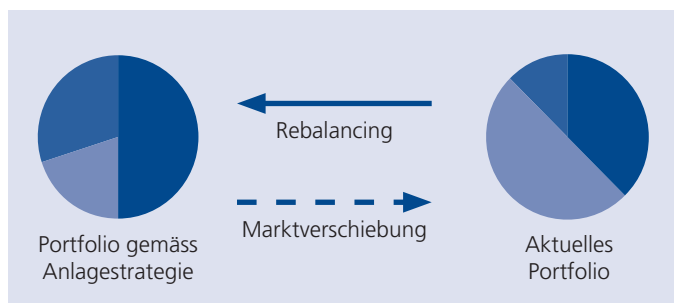 Rebalancing
Marktverschiebung
Portfolio gemäss
Anlagestrategie
Aktuelles
Portfolio